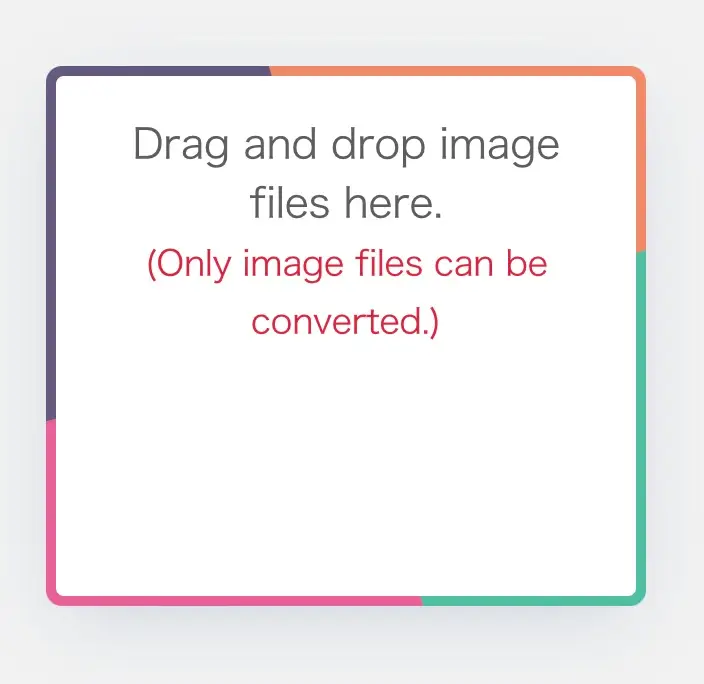 Drag and drop image
files here.
(Only image files can be
converted.)